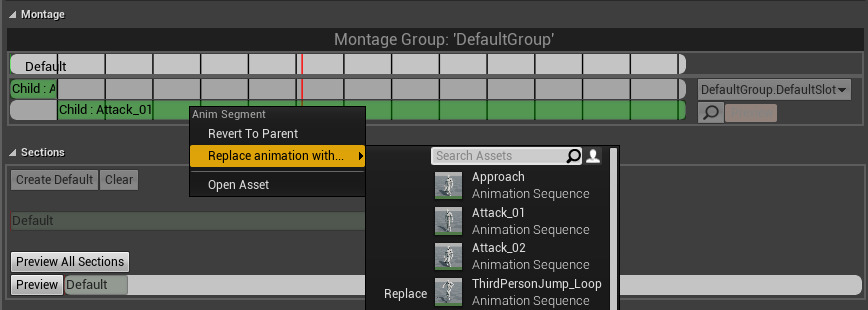 Montage
Montage Group: 'DefaultGroup'
Default
Child : A
DefaultGroup.DefaultSlot
Child : Attack_01
Anim Segment
Revert To Parent
Replace animation with...
Search Assets
Open Asset
Sections
Create Default
Clear
Default
Preview All Sections
Preview
Default
Approach
Animation Sequence
Attack_01
Animation Sequence
Attack_02
Animation Sequence
Replace
ThirdPersonJump_Loop
Animation Sequence